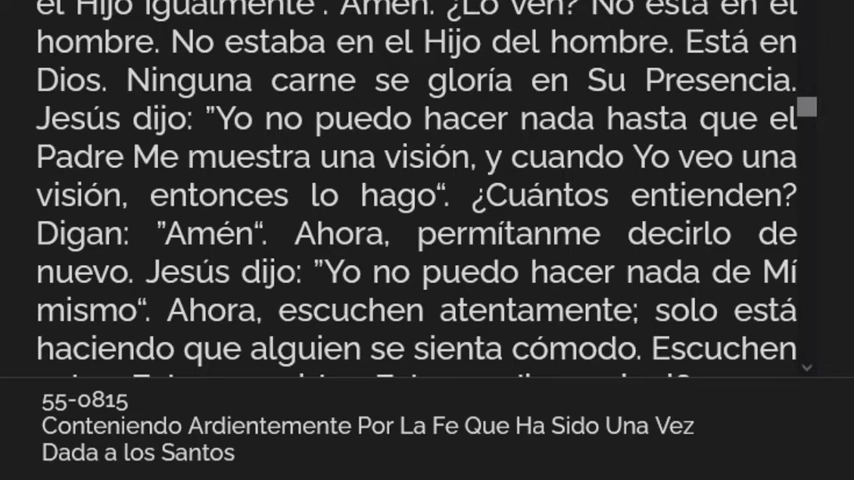 el Hijo igualmente”. Amén. ¿Lo ven? No está en el
hombre. No estaba en el Hijo del hombre. Está en
Dios. Ninguna carne se gloría en Su Presencia.
Jesús dijo: ”Yo no puedo hacer nada hasta que el
Padre Me muestra una visión, y cuando Yo veo una
visión, entonces lo hago“. ¿Cuántos entienden?
Digan: ”Amén“. Ahora, permítanme decirlo de
nuevo. Jesús dijo: ”Yo no puedo hacer nada de Mí
mismo“. Ahora, escuchen atentamente; solo está
haciendo que alguien se sienta cómodo. Escuchen
55-0815
Conteniendo Ardientemente Por La Fe Que Ha Sido Una Vez
Dada a los Santos